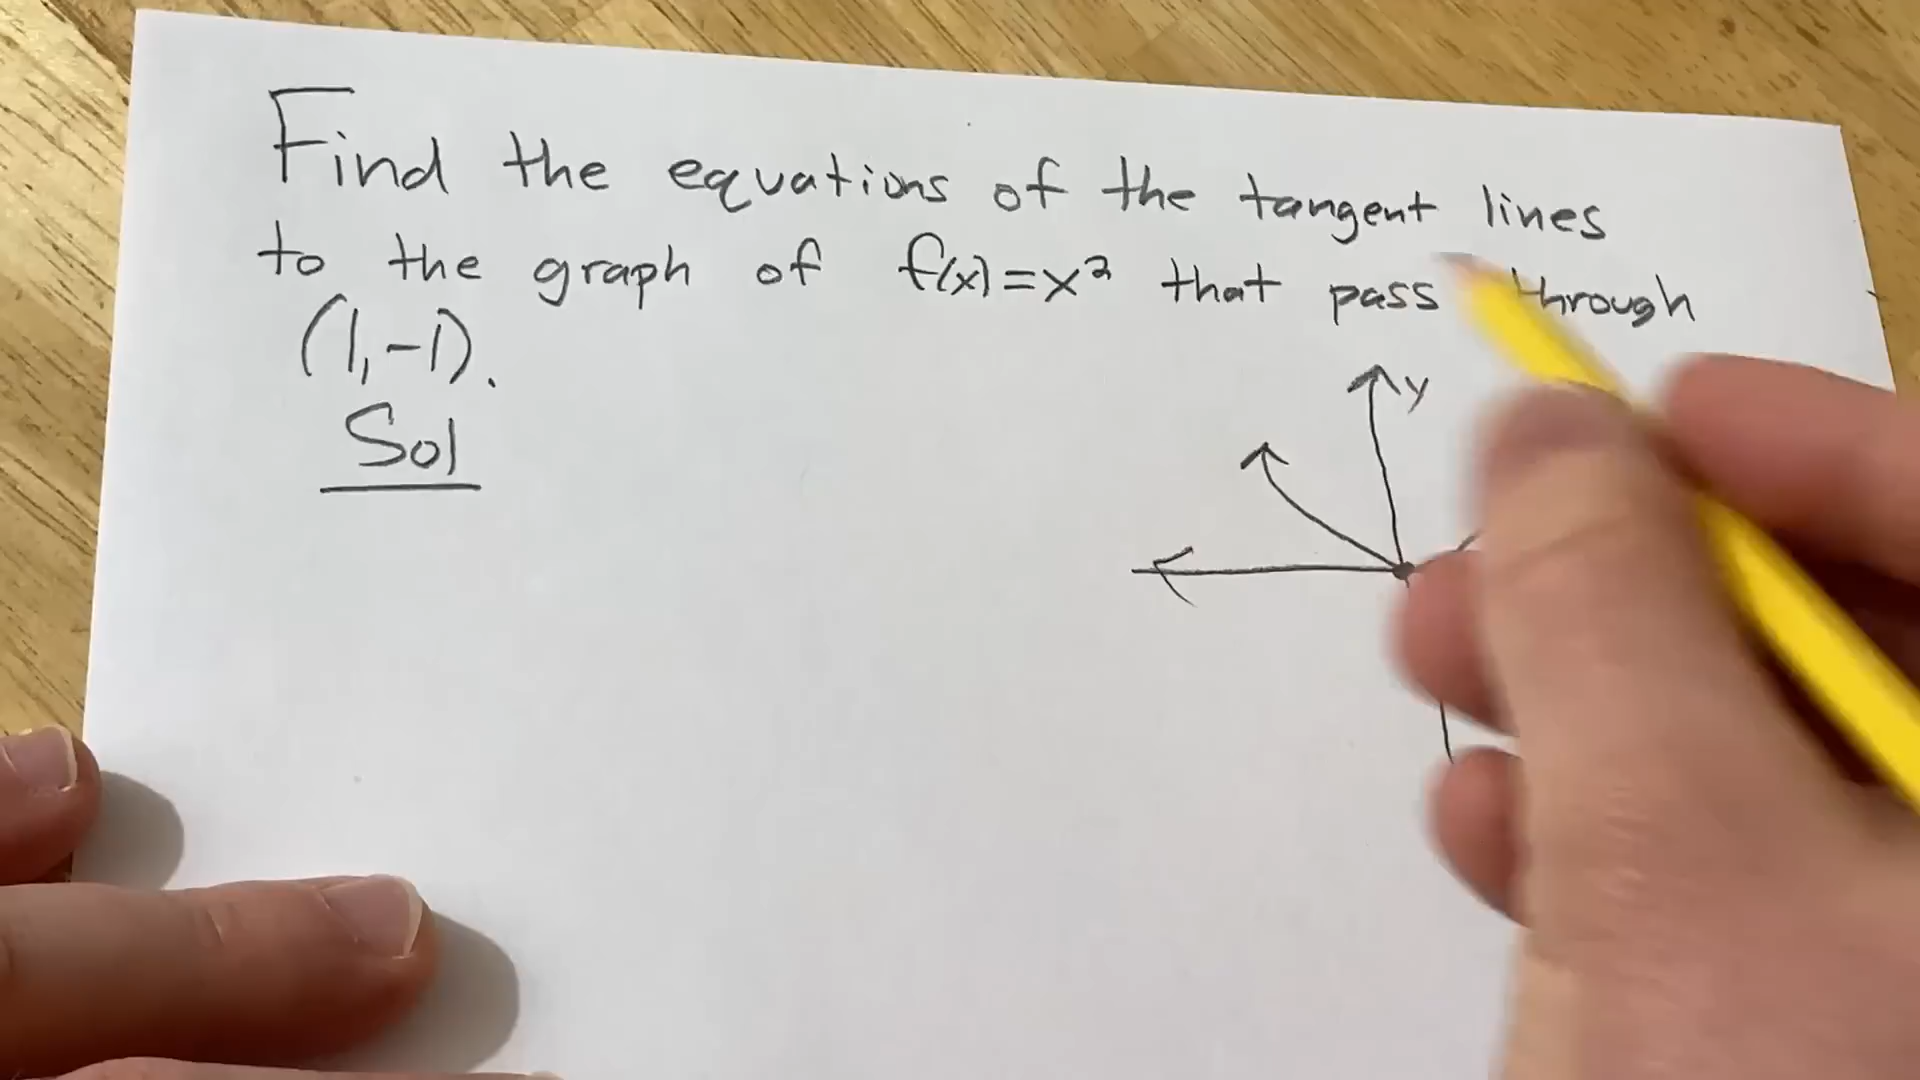 Find the equations of the tangent lines
to the graph of f(x)=x² that pass through
(1,-1).
Sol
y